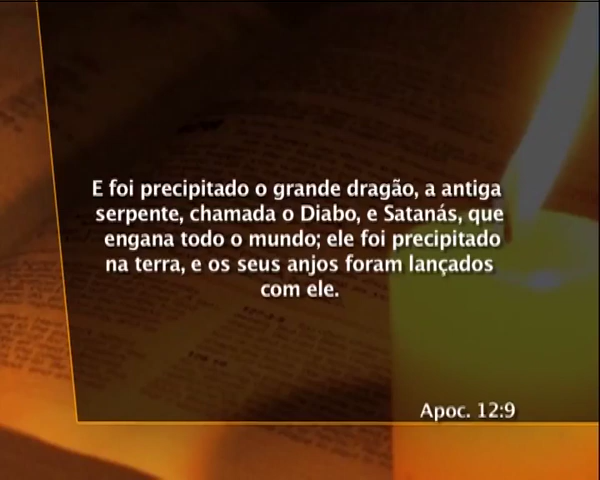 E foi precipitado o grande dragão, a antiga
serpente, chamada o Diabo, e Satanás, que
engana todo o mundo; ele foi precipitado
na terra, e os seus anjos foram lançados
com ele.
Apoc. 12:9